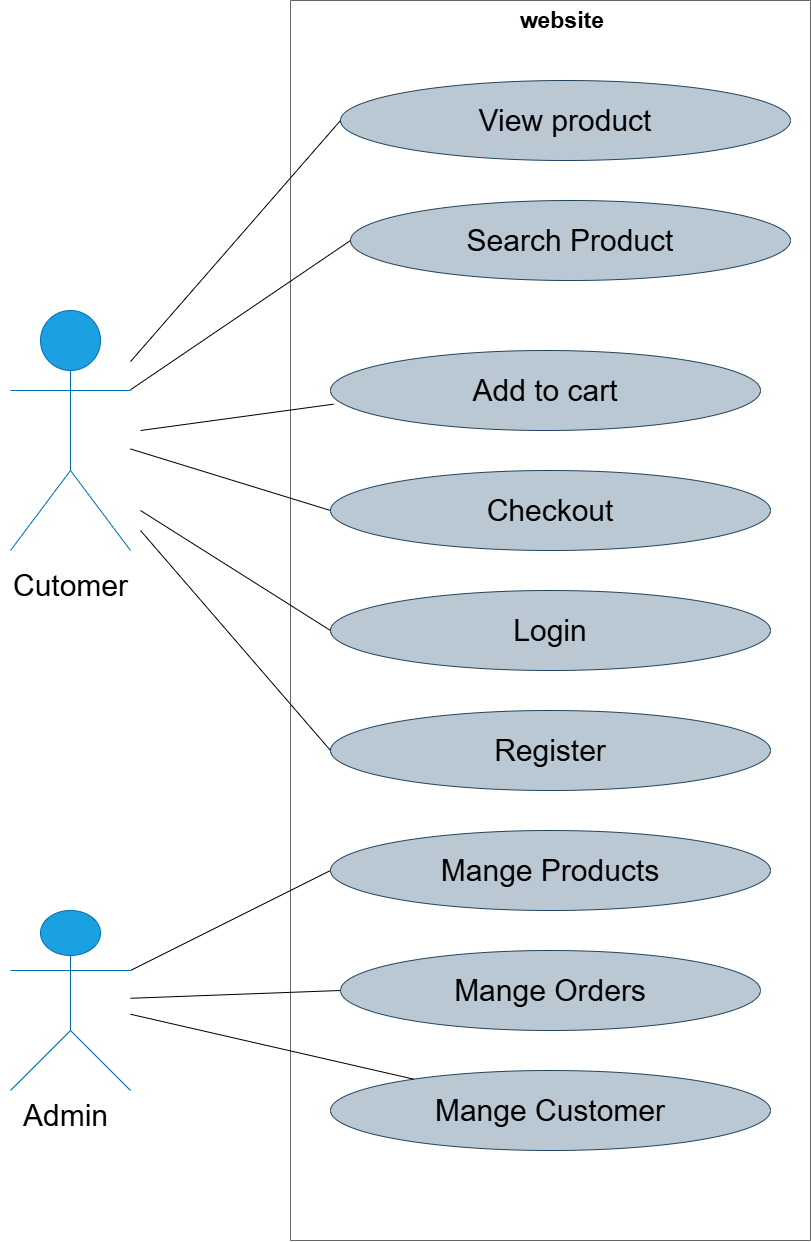 website
View product
Search Product
Add to cart
Checkout
Cutomer
Login
Register
Mange Products
Mange Orders
Admin
Mange Customer